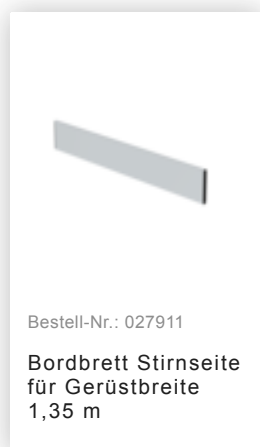 Bestell-Nr.: 027911
Bordbrett Stirnseite
für Gerüstbreite
1,35 m